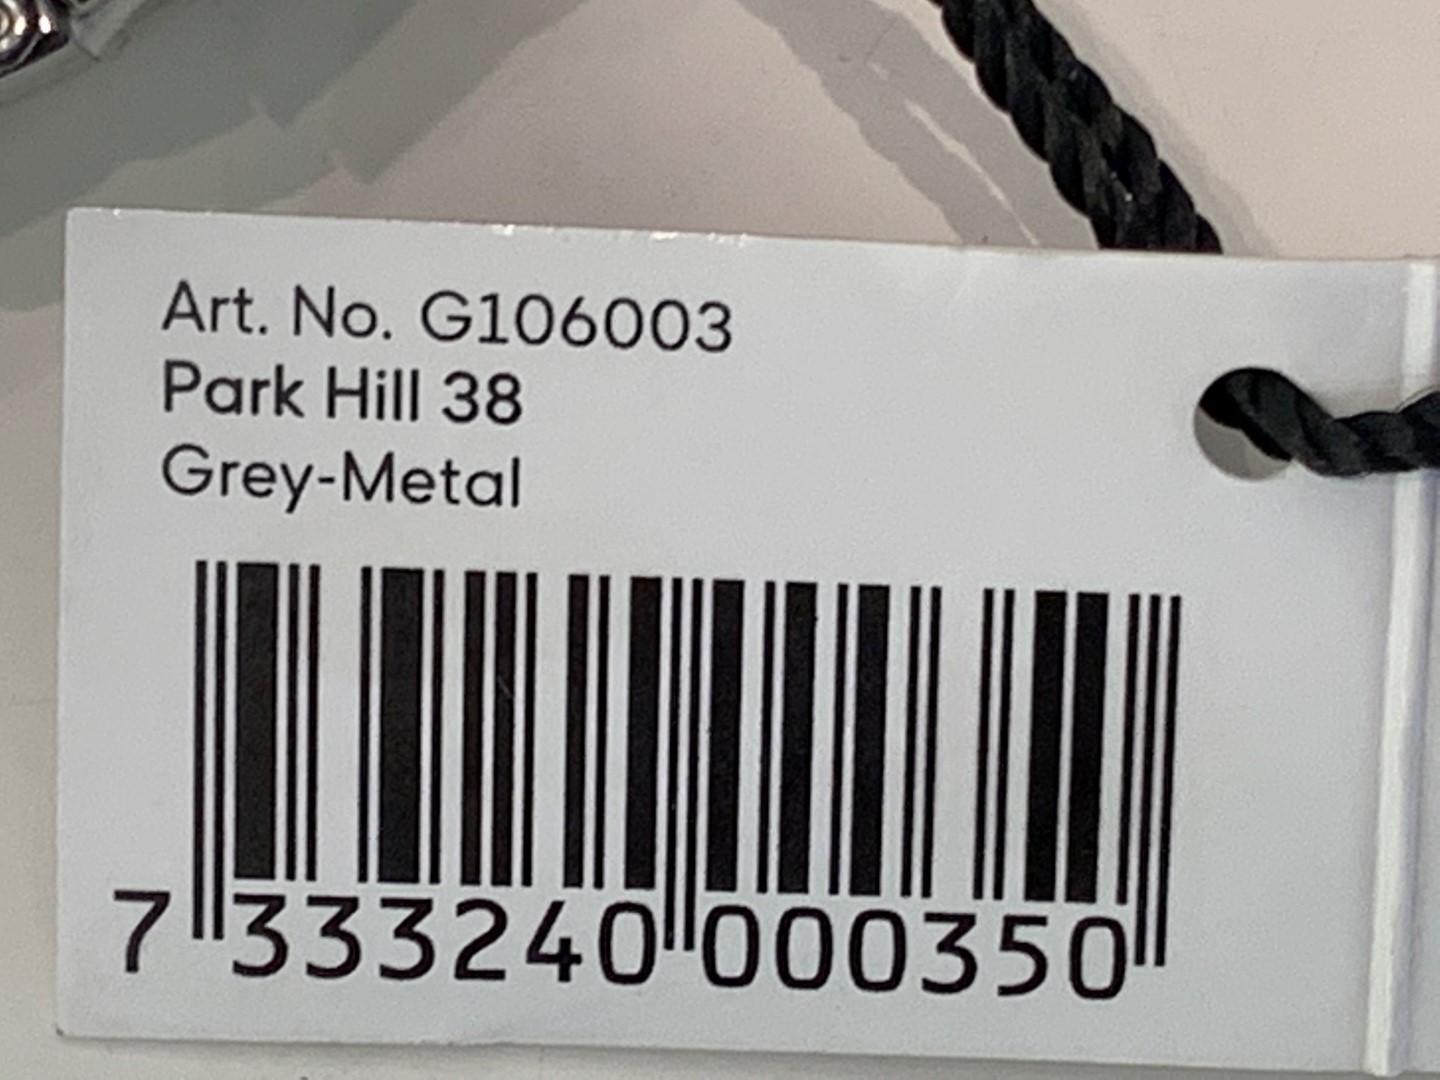 Art. No. G106003
Park Hill 38
Grey-Metal
7 333240 000350